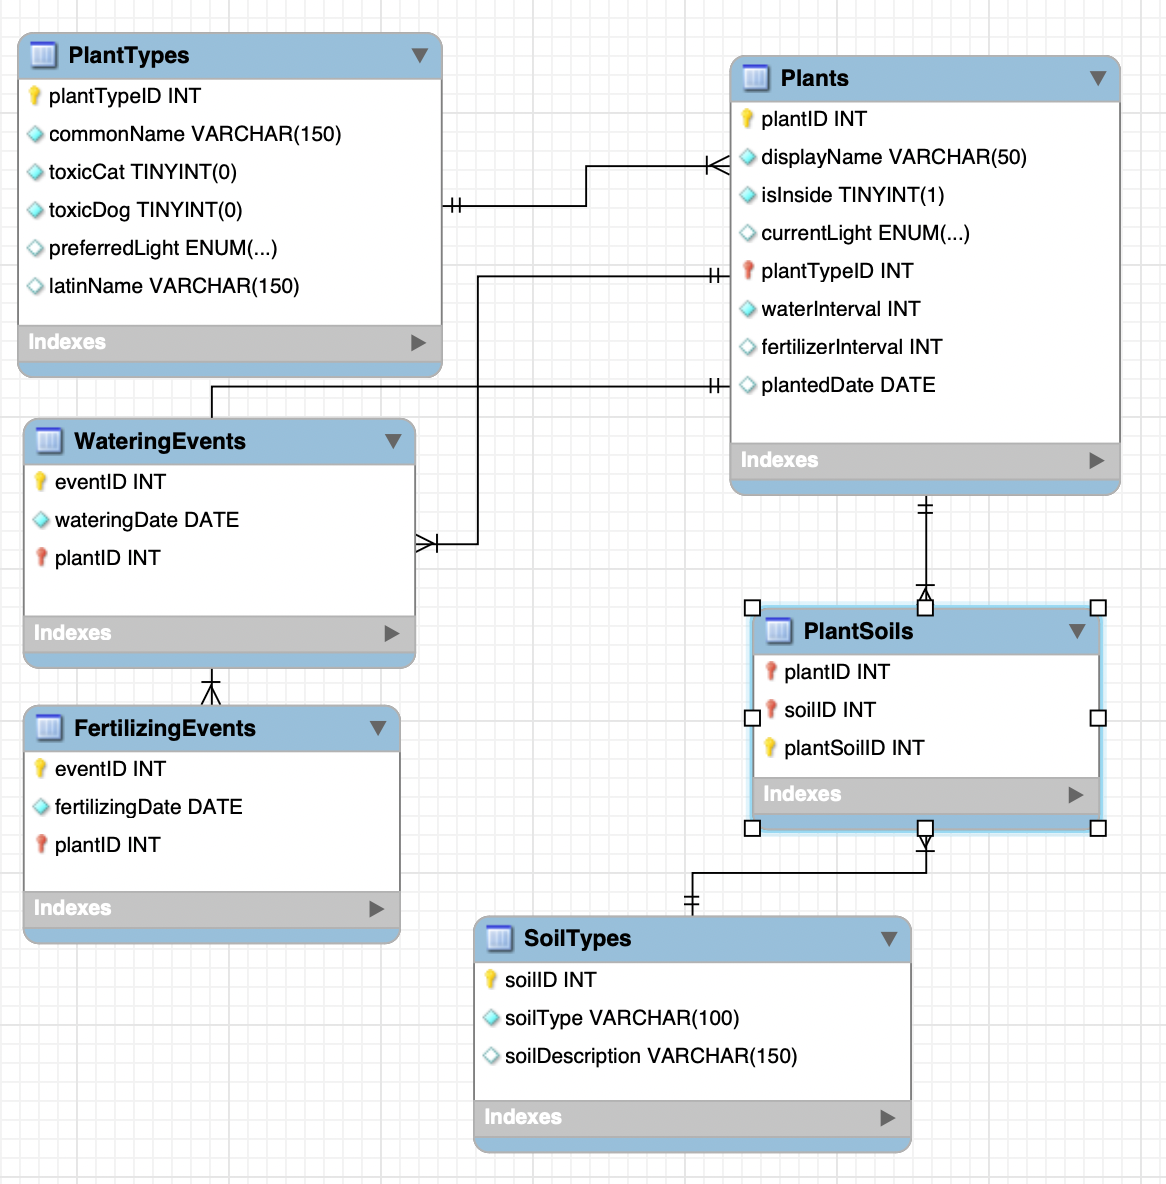 PlantTypes
plantTypeID INT
commonName VARCHAR(150)
toxicCat TINYINT(0)
toxicDog TINYINT(0)
preferredLight ENUM(...)
latinName VARCHAR(150)
Indexes
Plants
plantID INT
displayName VARCHAR(50)
isInside TINYINT(1)
currentLight ENUM(...)
plantTypeID INT
waterInterval INT
fertilizerInterval INT
plantedDate DATE
Indexes
WateringEvents
eventID INT
wateringDate DATE
plantID INT
Indexes
FertilizingEvents
eventID INT
fertilizingDate DATE
plantID INT
Indexes
PlantSoils
plantID INT
soilID INT
plantSoilID INT
Indexes
SoilTypes
soilID INT
soilType VARCHAR(100)
soilDescription VARCHAR(150)
Indexes